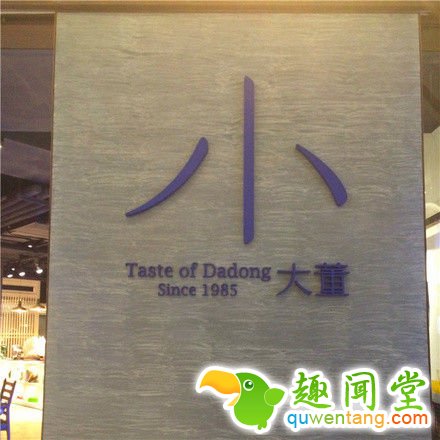 小
Taste of Dadong
Since 1985
大董
趣闻堂
quwentang.com